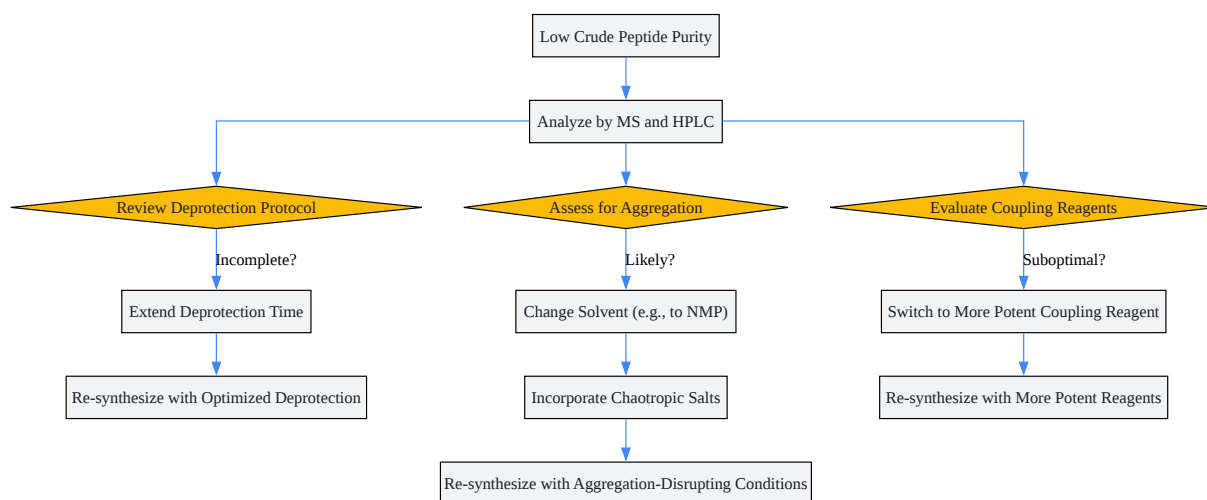 Low Crude Peptide Purity
Analyze by MS and HPLC
Review Deprotection Protocol
Assess for Aggregation
Evaluate Coupling Reagents
Incomplete?
Likely?
Suboptimal?
Extend Deprotection Time
Change Solvent (e.g., to NMP)
Switch to More Potent Coupling Reagent
Re-synthesize with Optimized Deprotection
Incorporate Chaotropic Salts
Re-synthesize with More Potent Reagents
Re-synthesize with Aggregation-Disrupting Conditions